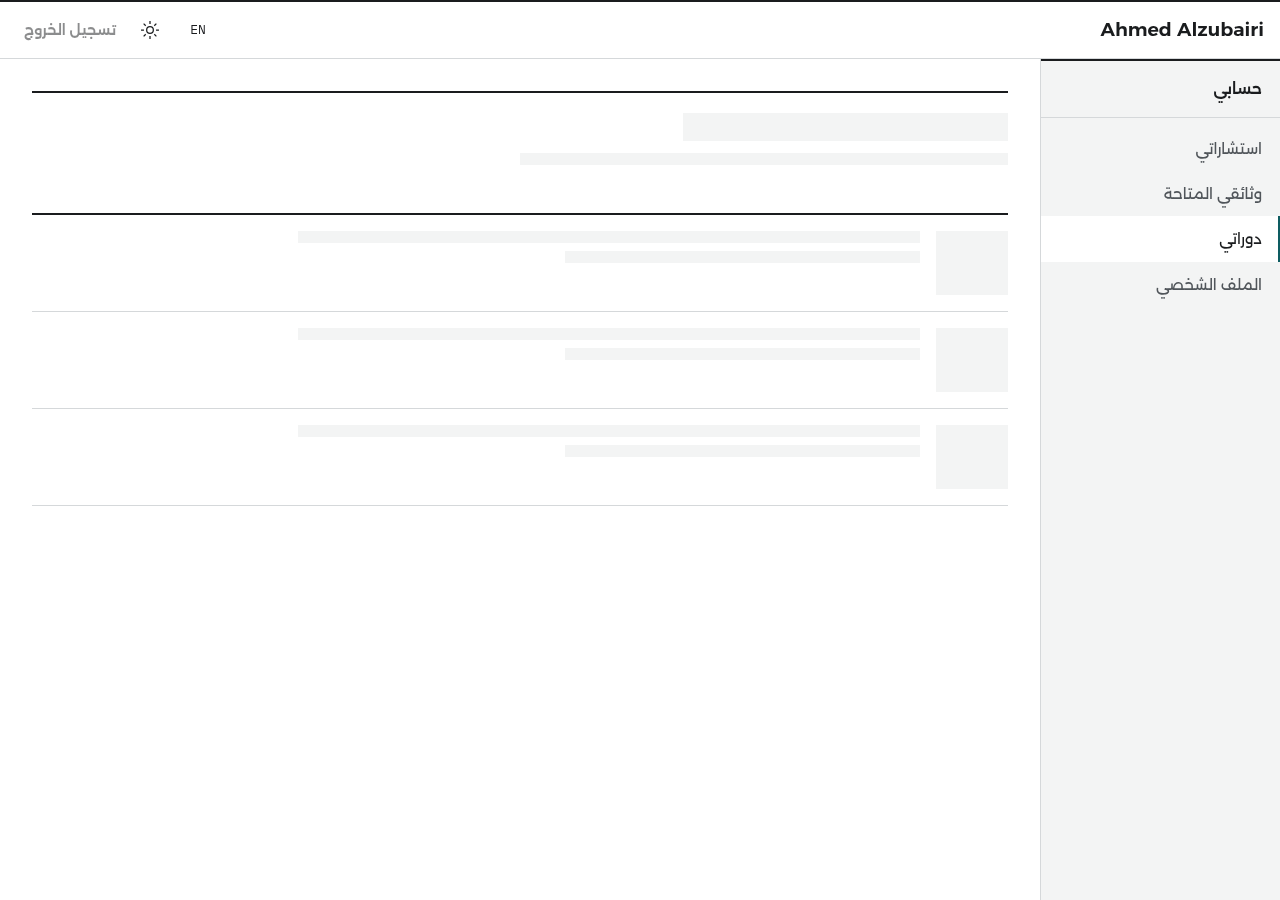 Ahmed Alzubairi
EN
تسجيل الخروج
حسابي
استشاراتي
وثائقي المتاحة
دوراتي
الملف الشخصي